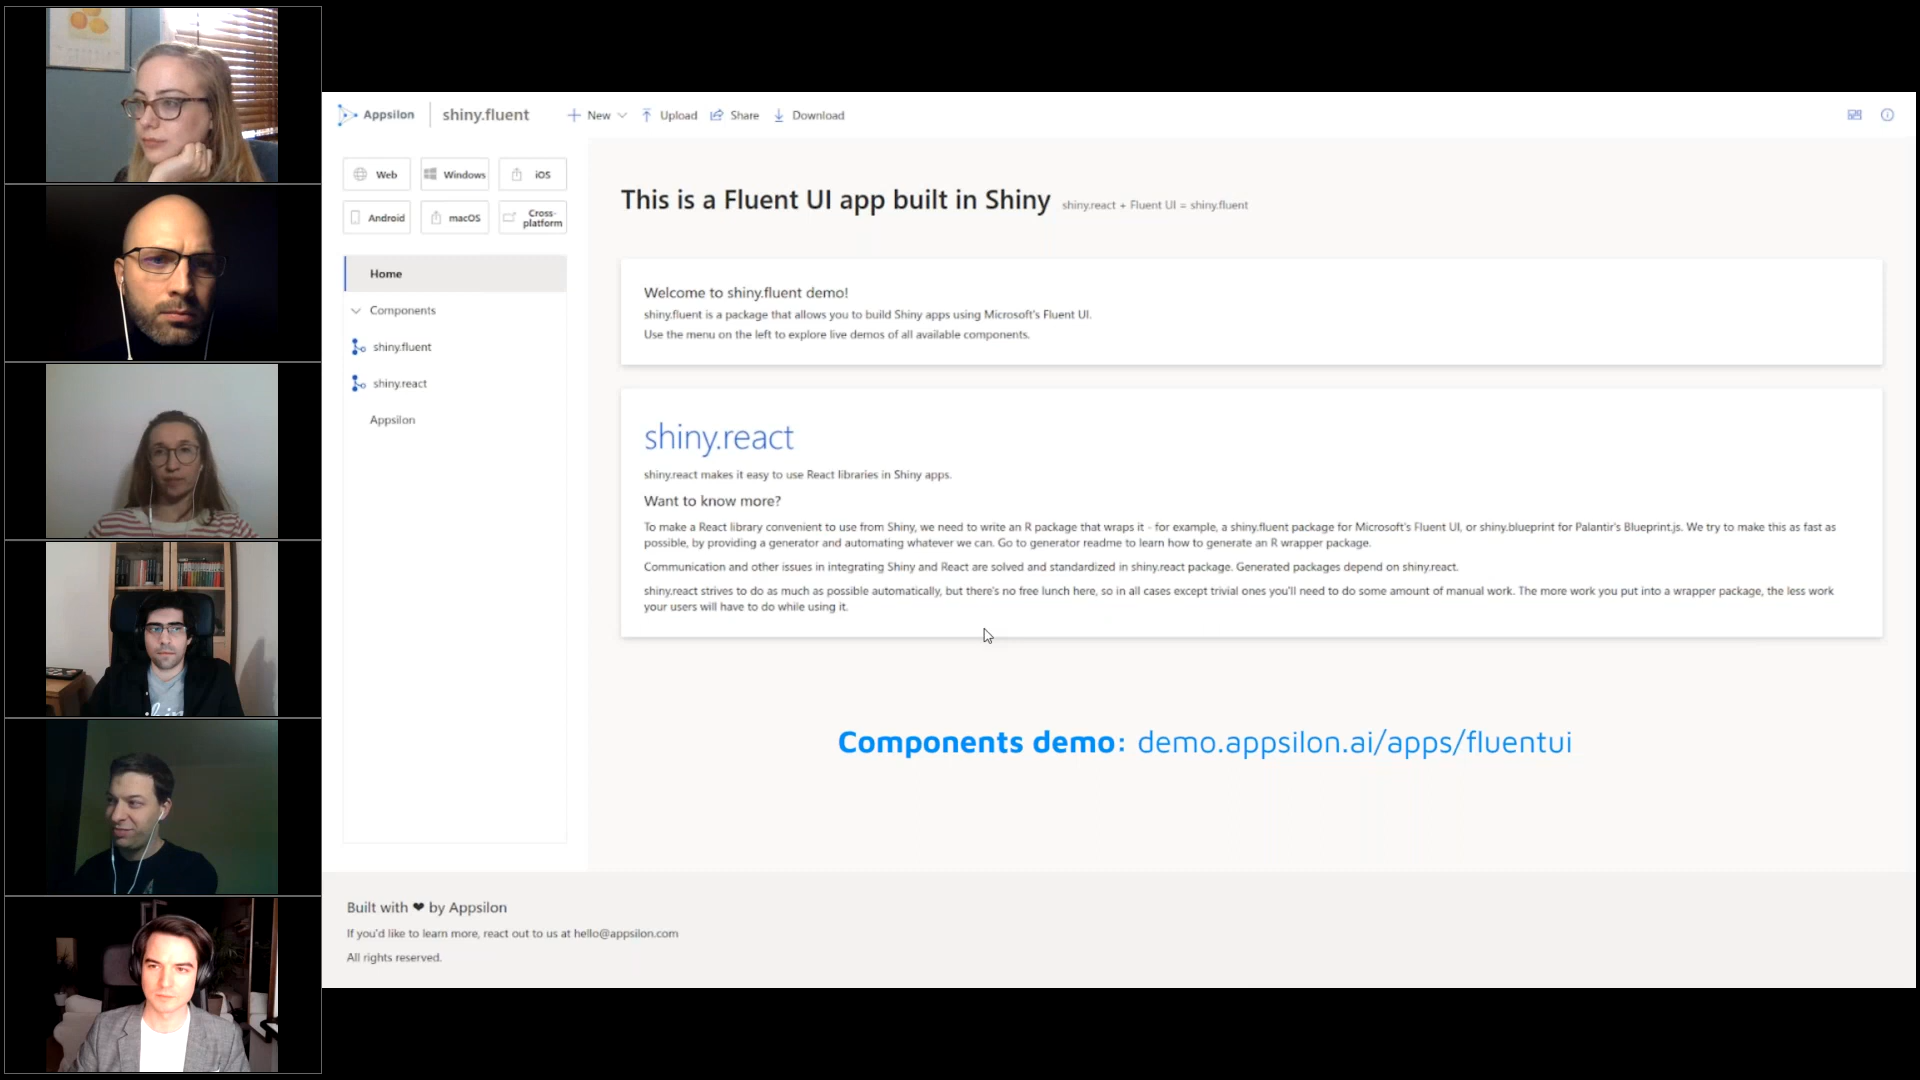 Appsilon
shiny.fluent
New
Upload
Share
Download
Web
Windows
iOS
Android
macOS
Cross-
platform
Home
Components
shiny.fluent
shiny.react
Appsilon
This is a Fluent UI app built in Shiny shiny.react + Fluent UI = shiny.fluent
Welcome to shiny.fluent demo!
shiny.fluent is a package that allows you to build Shiny apps using Microsoft's Fluent UI.
Use the menu on the left to explore live demos of all available components.
shiny.react
shiny.react makes it easy to use React libraries in Shiny apps.
Want to know more?
To make a React library convenient to use from Shiny, we need to write an R package that wraps it - for example, a shiny.fluent package for Microsoft's Fluent UI, or shiny.blueprint for Palantir's Blueprint.js. We try to make this as fast as
possible, by providing a generator and automating whatever we can. Go to generator readme to learn how to generate an R wrapper package.
Communication and other issues in integrating Shiny and React are solved and standardized in shiny.react package. Generated packages depend on shiny.react.
shiny.react strives to do as much as possible automatically, but there's no free lunch here, so in all cases except trivial ones you'll need to do some amount of manual work. The more work you put into a wrapper package, the less work
your users will have to do while using it.
Components demo: demo.appsilon.ai/apps/fluentui
Built with ❤ by Appsilon
If you'd like to learn more, react out to us at hello@appsilon.com
All rights reserved.